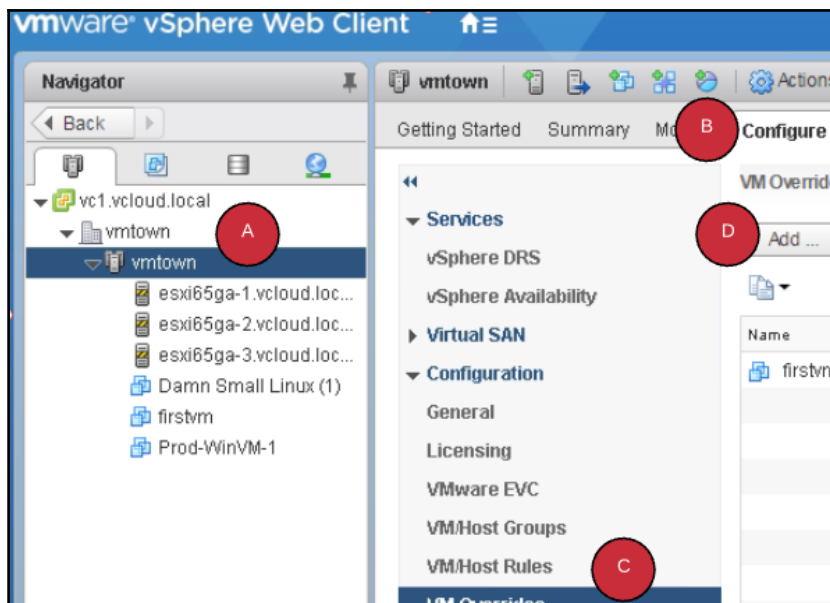 vmware® vSphere Web Client
Navigator
Back
vc1.vcloud.local
vmtown
A
vmtown
esxi65ga-1.vcloud.loc...
esxi65ga-2.vcloud.loc...
esxi65ga-3.vcloud.loc...
Damn Small Linux (1)
firstvm
Prod-WinVM-1
vmtown
Actions
Getting Started Summary Mo B Configure
Services
vSphere DRS
vSphere Availability
Virtual SAN
Configuration
General
Licensing
VMware EVC
VM/Host Groups
VM/Host Rules
C
VM Overrides
VM Overrid
D Add ...
Name
firstvm